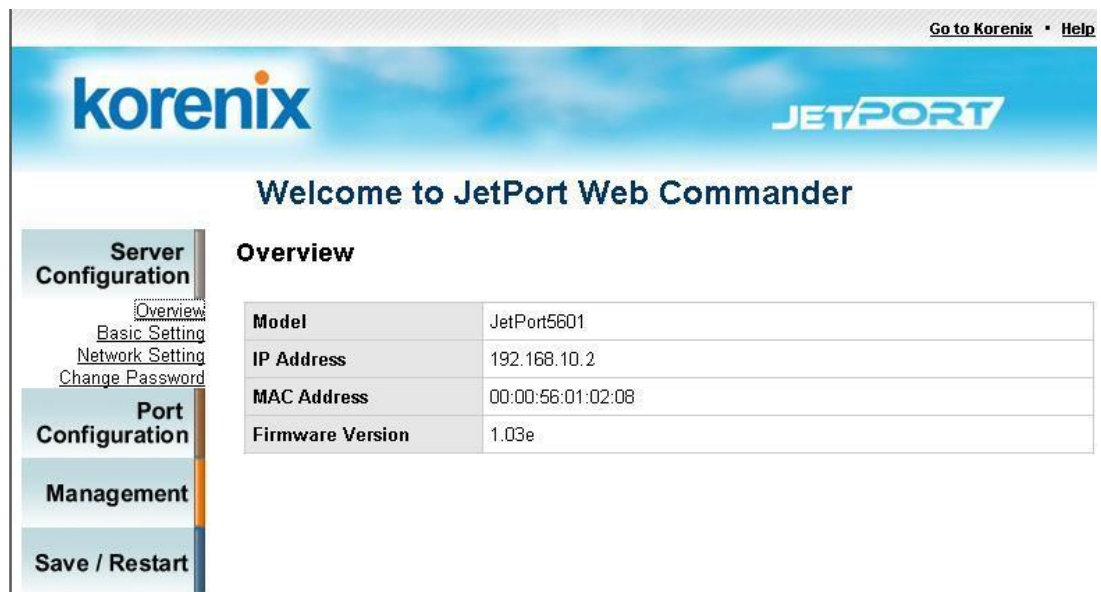 Go to Korenix ▪ Help
korenix
JETPORT
Welcome to JetPort Web Commander
Server
Configuration
Overview
Basic Setting
Network Setting
Change Password
Port
Configuration
Management
Save / Restart
Overview
Model JetPort5601
IP Address 192.168.10.2
MAC Address 00:00:56:01:02:08
Firmware Version 1.03e